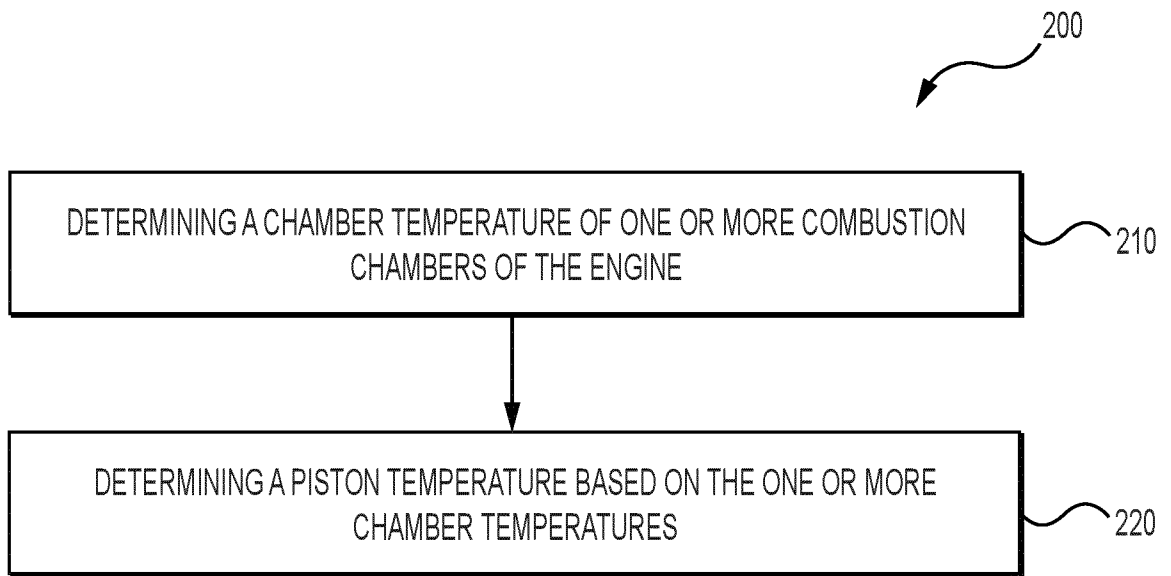 200
DETERMINING A CHAMBER TEMPERATURE OF ONE OR MORE COMBUSTION
CHAMBERS OF THE ENGINE
210
DETERMINING A PISTON TEMPERATURE BASED ON THE ONE OR MORE
CHAMBER TEMPERATURES
220